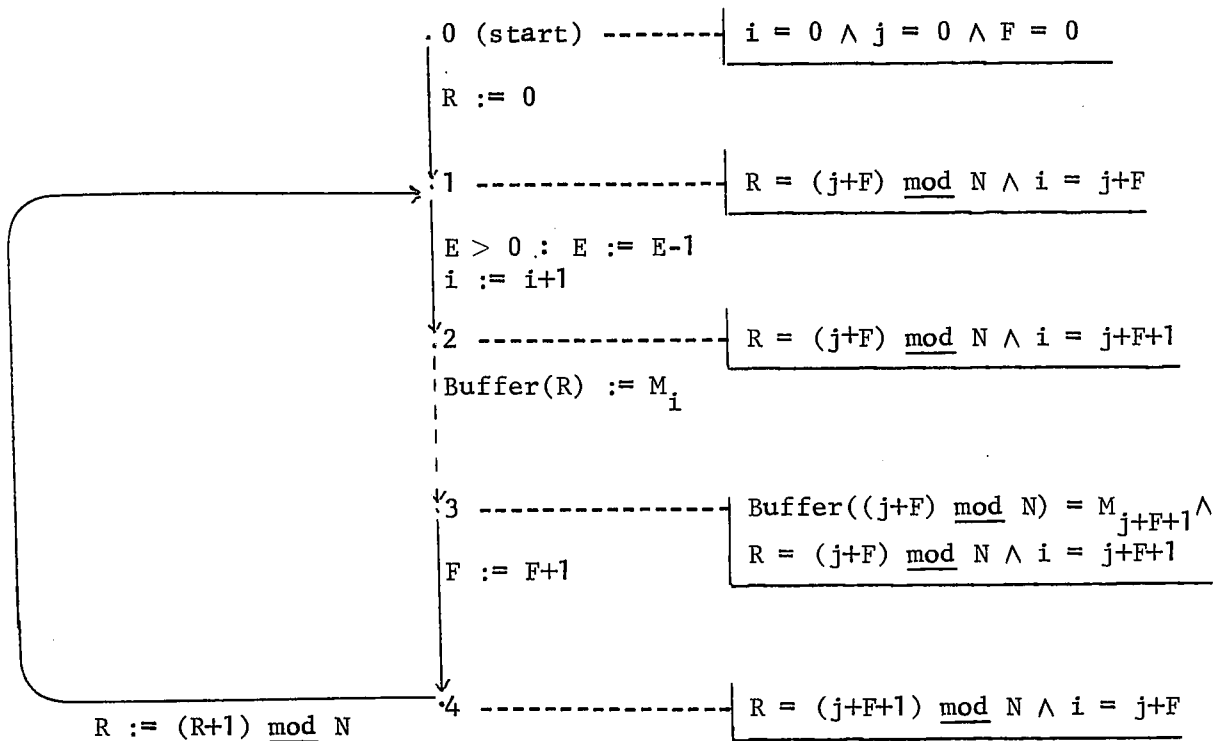 0 (start) i = 0 ∧ j = 0 ∧ F = 0
R := 0
1 R = (j+F) mod N ∧ i = j+F
E > 0 : E := E-1
i := i+1
2 R = (j+F) mod N ∧ i = j+F+1
Buffer(R) := M_i
3 Buffer((j+F) mod N) = M_j+F+1 ∧
R = (j+F) mod N ∧ i = j+F+1
F := F+1
4 R = (j+F+1) mod N ∧ i = j+F
R := (R+1) mod N